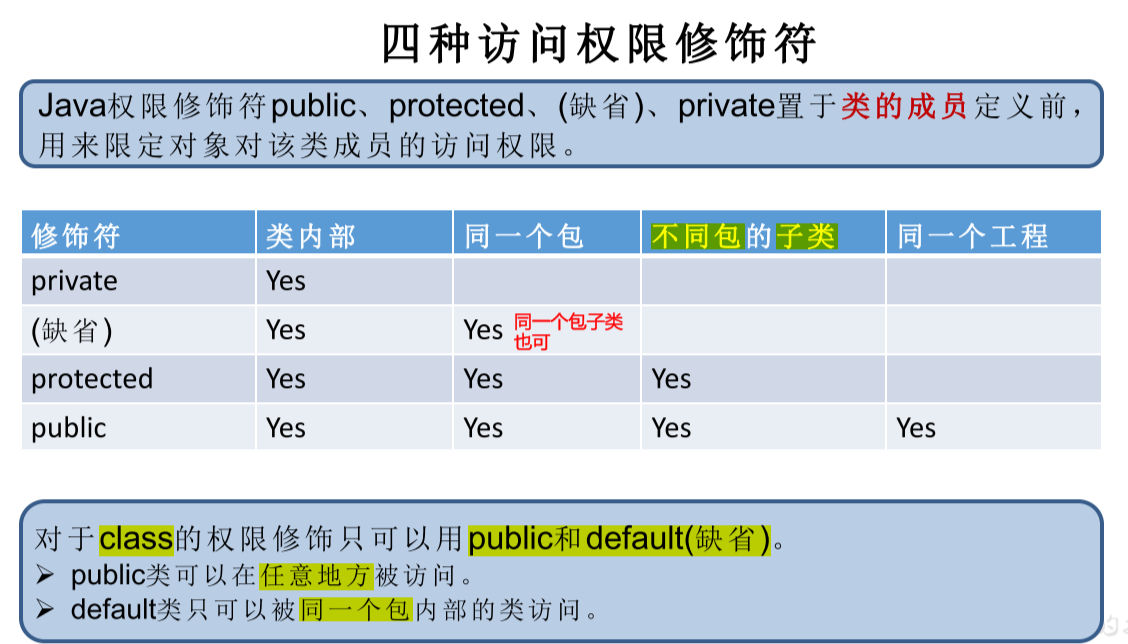 四种访问权限修饰符
Java权限修饰符public、protected、(缺省)、private置于类的成员定义前，
用来限定对象对该类成员的访问权限。
修饰符 类内部 同一个包 不同包的子类 同一个工程
private Yes
(缺省) Yes Yes 同一个包子类
也可
protected Yes Yes Yes
public Yes Yes Yes Yes
对于class的权限修饰只可以用public和default(缺省)。
➢ public类可以在任意地方被访问。
➢ default类只可以被同一个包内部的类访问。